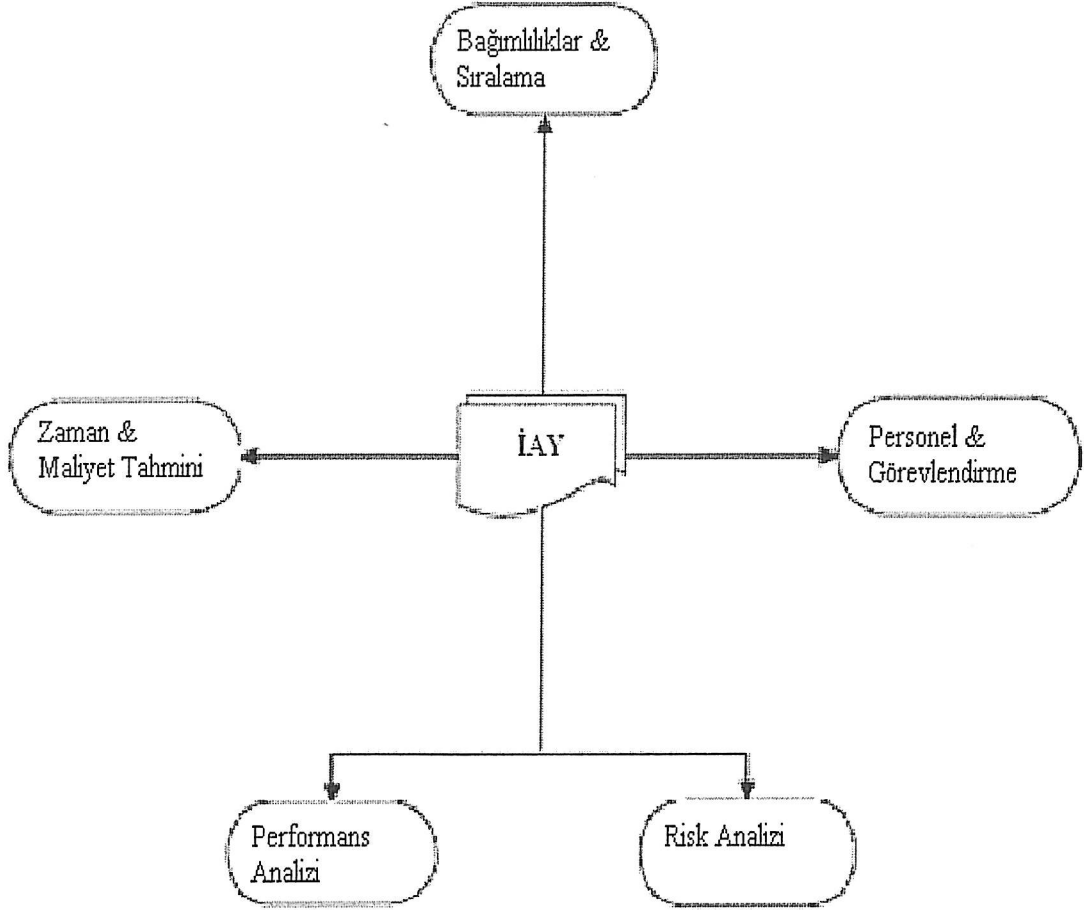 Bağımlılıklar &
Sıralama
Zaman &
Maliyet Tahmini
İAY
Personel &
Görevlendirme
Performans
Analizi
Risk Analizi